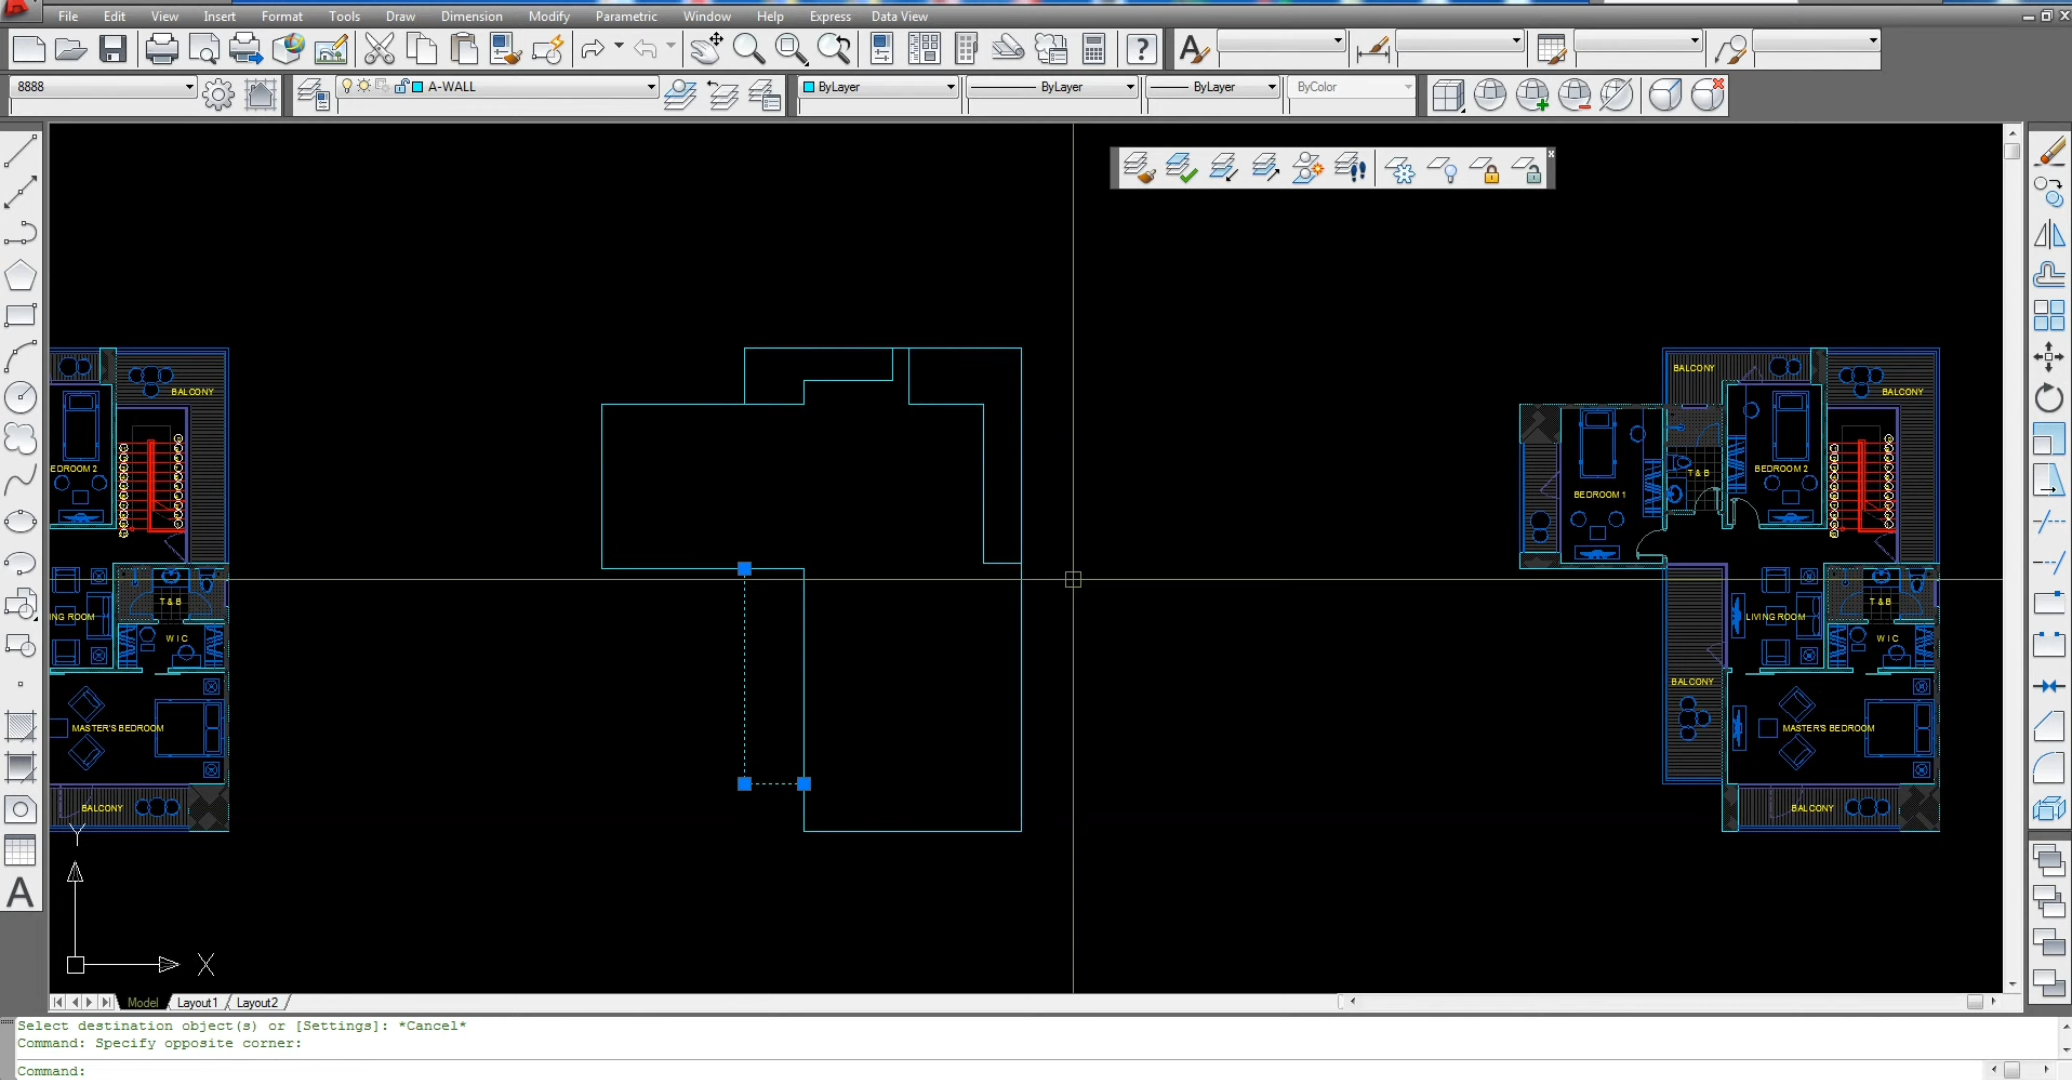 File Edit View Insert Format Tools Draw Dimension Modify Parametric Window Help Express Data View
8888 A-WALL ByLayer ByLayer ByLayer ByColor
BALCONY
BALCONY
BALCONY
BALCONY
EDROOM 2
BEDROOM 2
T & B
BEDROOM 1
T & B
T & B
NG ROOM
LIVING ROOM
W I C
W I C
BALCONY
MASTER'S BEDROOM
MASTER'S BEDROOM
BALCONY
BALCONY
Y
X
Model Layout1 Layout2
Select destination object(s) or [Settings]: *Cancel*
Command: Specify opposite corner:
Command: